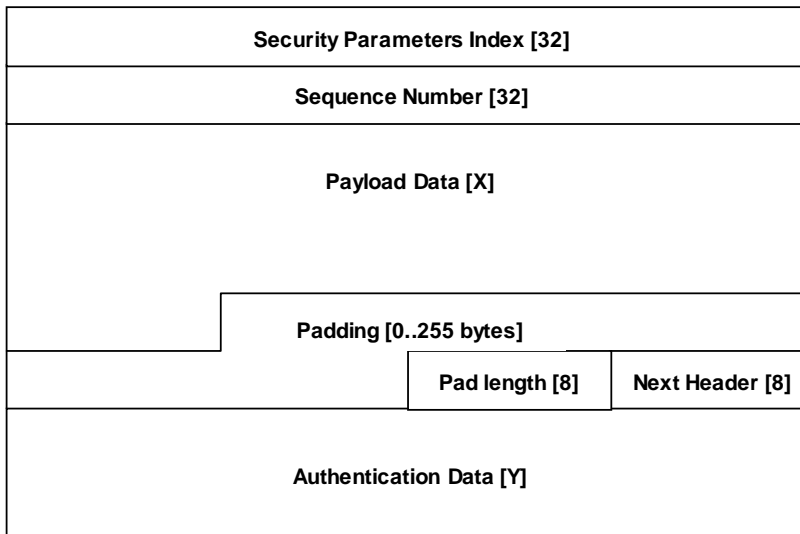 Security Parameters Index [32]
Sequence Number [32]
Payload Data [X]
Padding [0..255 bytes]
Pad length [8]
Next Header [8]
Authentication Data [Y]